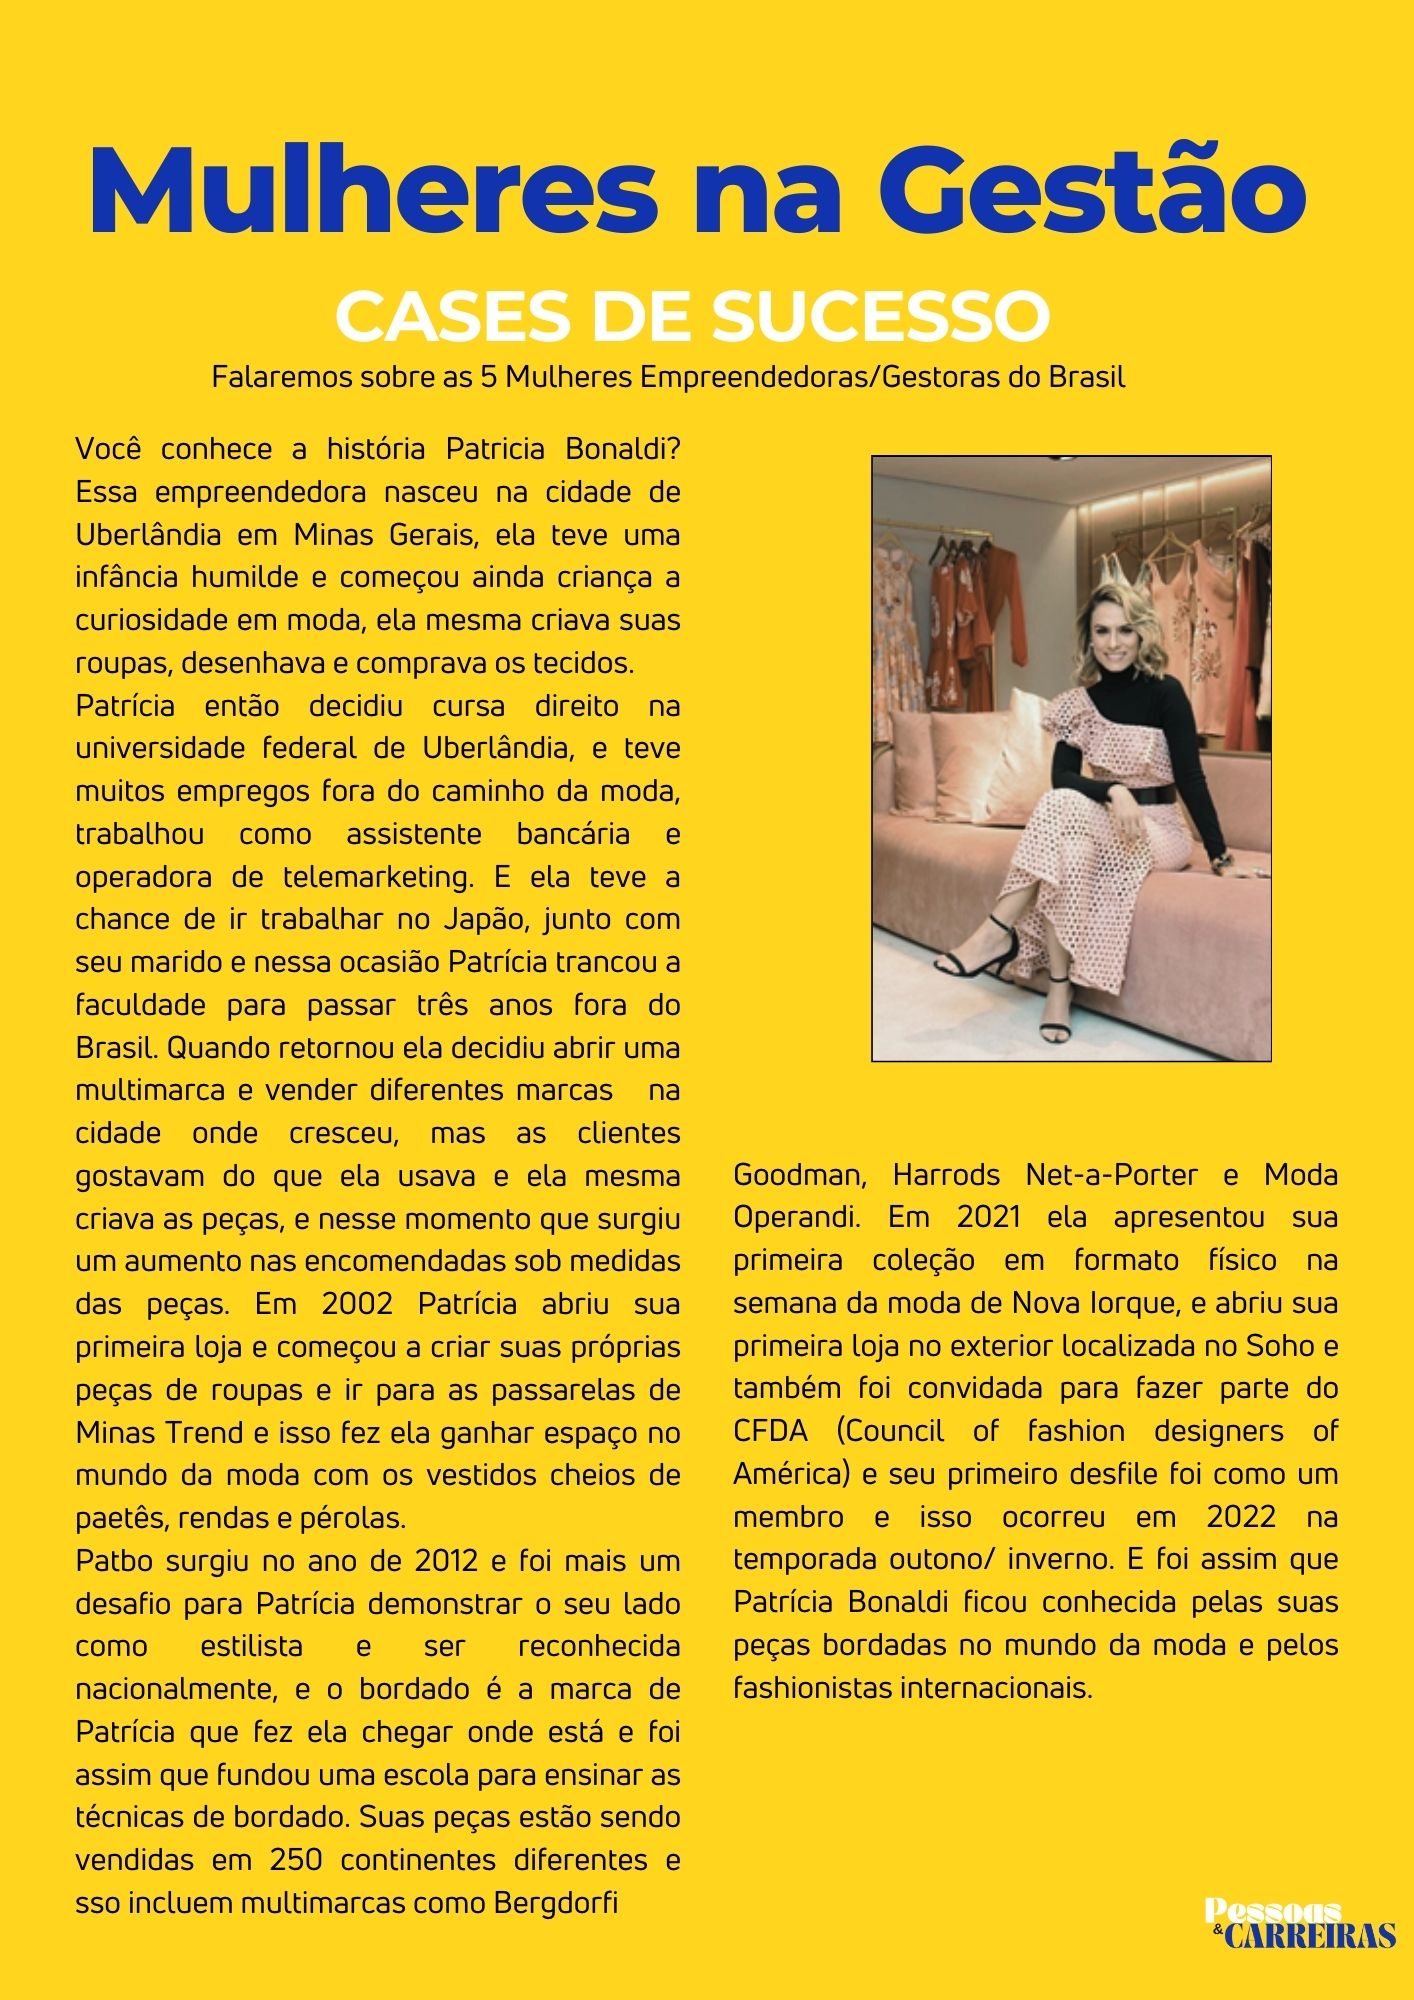 Mulheres na Gestão
CASES DE SUCESSO
Falaremos sobre as 5 Mulheres Empreendedoras/Gestoras do Brasil
Você conhece a história Patricia Bonaldi?
Essa empreendedora nasceu na cidade de
Uberlândia em Minas Gerais, ela teve uma
infância humilde e começou ainda criança a
curiosidade em moda, ela mesma criava suas
roupas, desenhava e comprava os tecidos.
Patrícia então decidiu cursa direito na
universidade federal de Uberlândia, e teve
muitos empregos fora do caminho da moda,
trabalhou como assistente bancária e
operadora de telemarketing. E ela teve a
chance de ir trabalhar no Japão, junto com
seu marido e nessa ocasião Patrícia trancou a
faculdade para passar três anos fora do
Brasil. Quando retornou ela decidiu abrir uma
multimarca e vender diferentes marcas na
cidade onde cresceu, mas as clientes
gostavam do que ela usava e ela mesma
criava as peças, e nesse momento que surgiu
um aumento nas encomendadas sob medidas
das peças. Em 2002 Patrícia abriu sua
primeira loja e começou a criar suas próprias
peças de roupas e ir para as passarelas de
Minas Trend e isso fez ela ganhar espaço no
mundo da moda com os vestidos cheios de
paetês, rendas e pérolas.
Patbo surgiu no ano de 2012 e foi mais um
desafio para Patrícia demonstrar o seu lado
como estilista e ser reconhecida
nacionalmente, e o bordado é a marca de
Patrícia que fez ela chegar onde está e foi
assim que fundou uma escola para ensinar as
técnicas de bordado. Suas peças estão sendo
vendidas em 250 continentes diferentes e
sso incluem multimarcas como Bergdorfi
Goodman, Harrods Net-a-Porter e Moda
Operandi. Em 2021 ela apresentou sua
primeira coleção em formato físico na
semana da moda de Nova Iorque, e abriu sua
primeira loja no exterior localizada no Soho e
também foi convidada para fazer parte do
CFDA (Council of fashion designers of
América) e seu primeiro desfile foi como um
membro e isso ocorreu em 2022 na
temporada outono/ inverno. E foi assim que
Patrícia Bonaldi ficou conhecida pelas suas
peças bordadas no mundo da moda e pelos
fashionistas internacionais.
Pessoas
&CARREIRAS